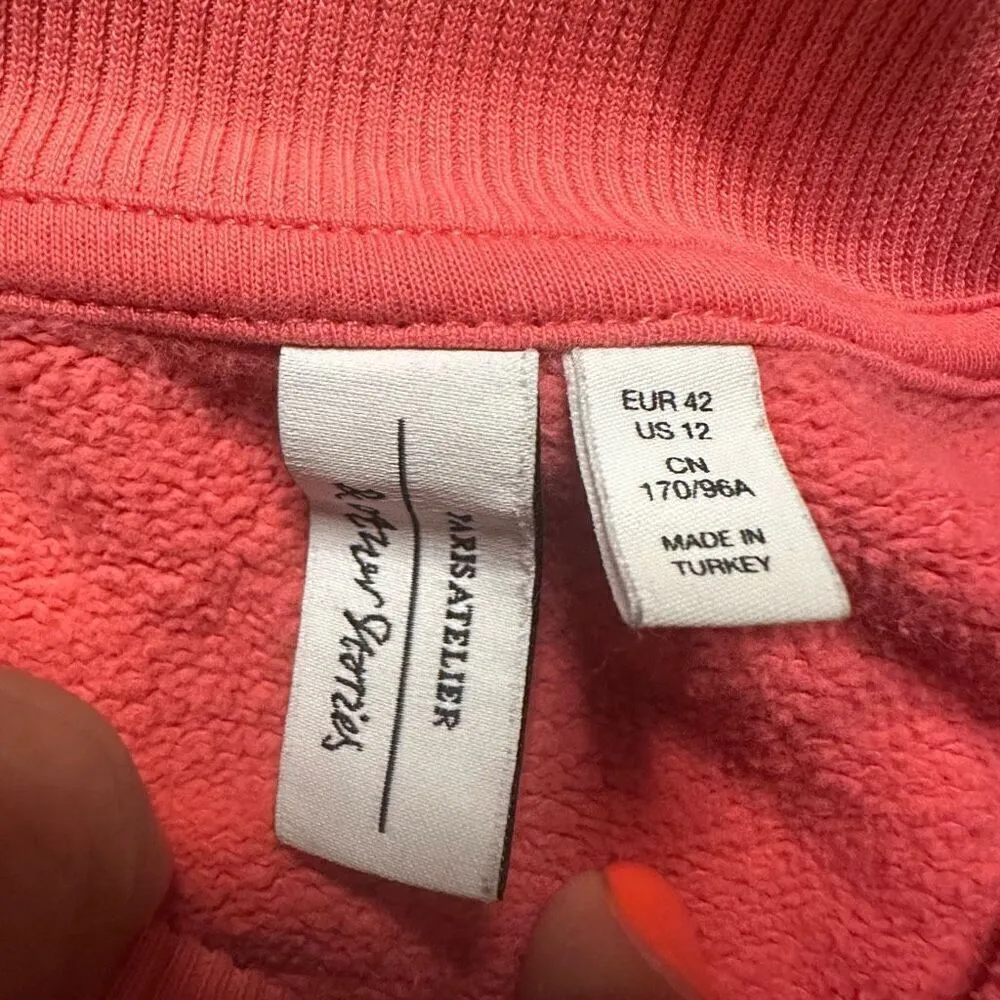 & Other Stories
PARIS ATELIER
EUR 42
US 12
CN
170/96A
MADE IN
TURKEY